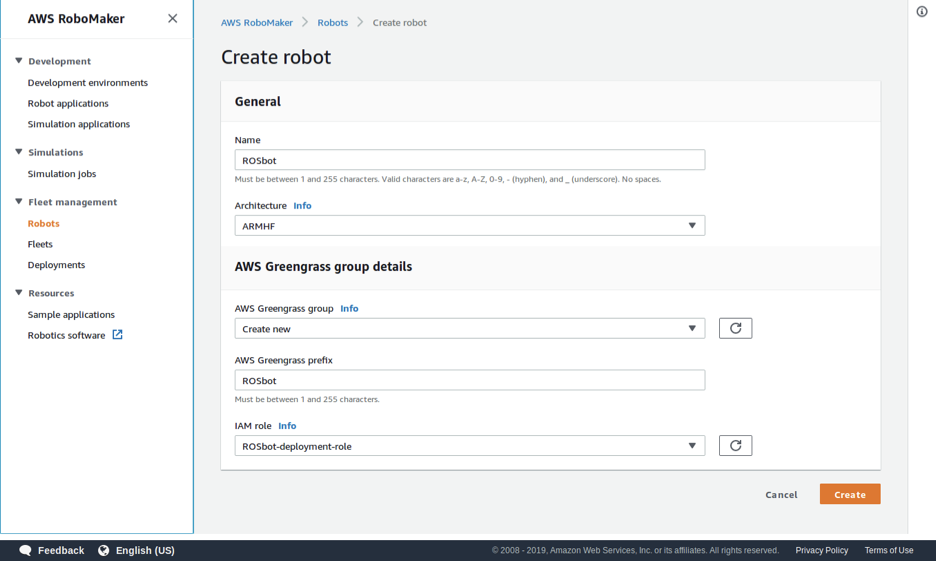 AWS RoboMaker
Development
Development environments
Robot applications
Simulation applications
Simulations
Simulation jobs
Fleet management
Robots
Fleets
Deployments
Resources
Sample applications
Robotics software
AWS RoboMaker > Robots > Create robot
Create robot
General
Name
ROSbot
Must be between 1 and 255 characters. Valid characters are a-z, A-Z, 0-9, - (hyphen), and _ (underscore). No spaces.
Architecture Info
ARMHF
AWS Greengrass group details
AWS Greengrass group Info
Create new
AWS Greengrass prefix
ROSbot
Must be between 1 and 255 characters.
IAM role Info
ROSbot-deployment-role
Cancel Create
Feedback English (US) © 2008 - 2019, Amazon Web Services, Inc. or its affiliates. All rights reserved. Privacy Policy Terms of Use